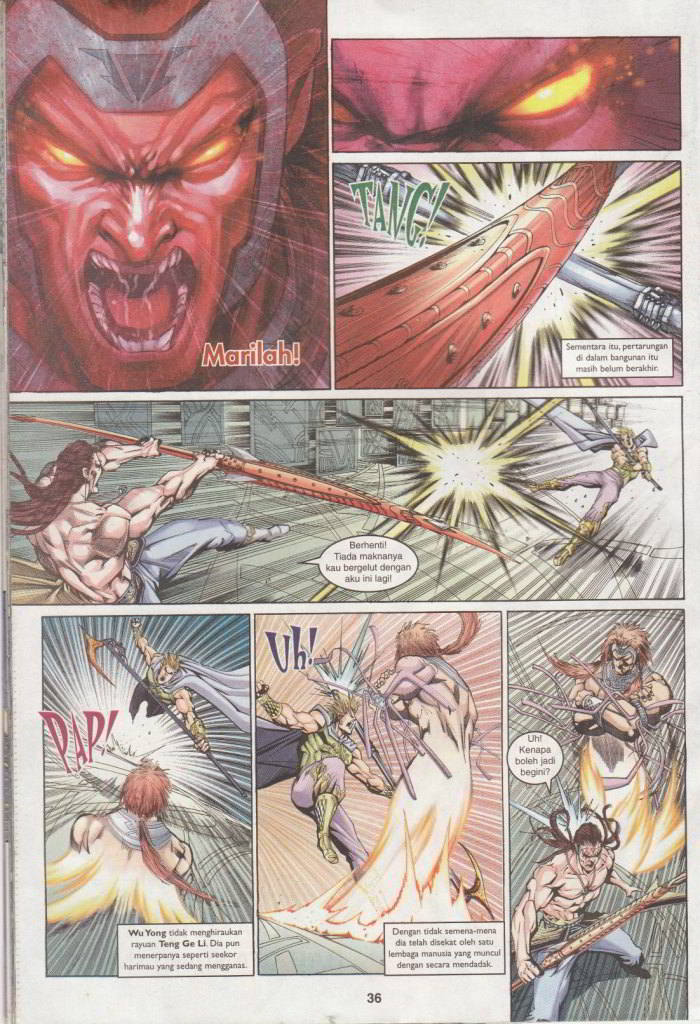 Marilah!
TANG!
Sementara itu, pertarungan
di dalam bangunan itu
masih belum berakhir.
Berhenti!
Tiada maknanya
kau bergelut dengan
aku ini lagi!
PAP!
Wu Yong tidak menghiraukan
rayuan Teng Ge Li. Dia pun
menerpanya seperti seekor
harimau yang sedang mengganas.
Uh!
Dengan tidak semena-mena
dia telah disekat oleh satu
lembaga manusia yang muncul
dengan secara mendadak.
Uh!
Kenapa
boleh jadi
begini?
36